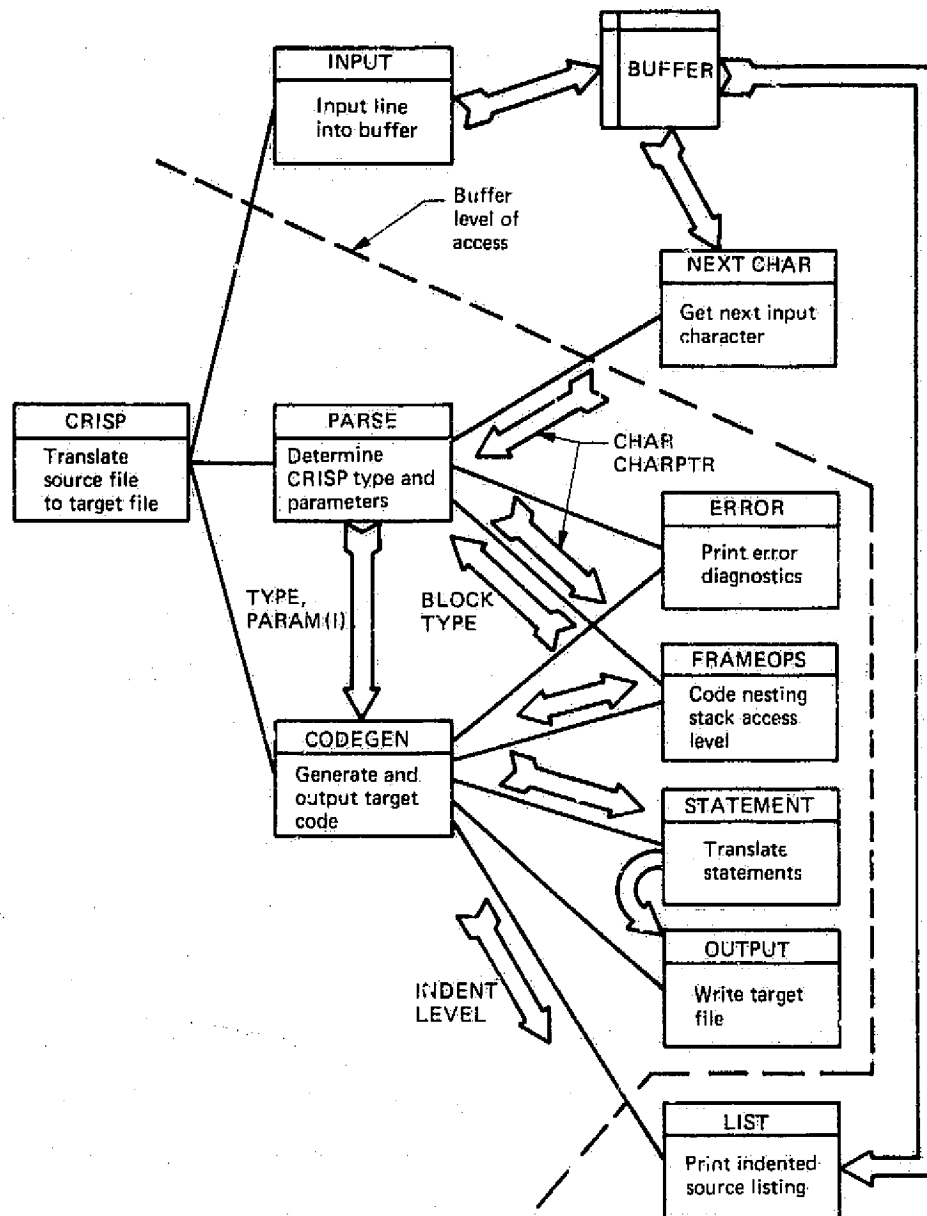 INPUT
Input line
into buffer
BUFFER
Buffer
level of
access
NEXT CHAR
Get next input
character
CRISP
Translate
source file
to target file
PARSE
Determine
CRISP type and
parameters
CHAR
CHARPTR
ERROR
Print error
diagnostics
TYPE,
PARAM(I)
BLOCK
TYPE
FRAMEOPS
Code nesting
stack access
level
CODEGEN
Generate and
output target
code
STATEMENT
Translate
statements
OUTPUT
Write target
file
INDENT
LEVEL
LIST
Print indented
source listing